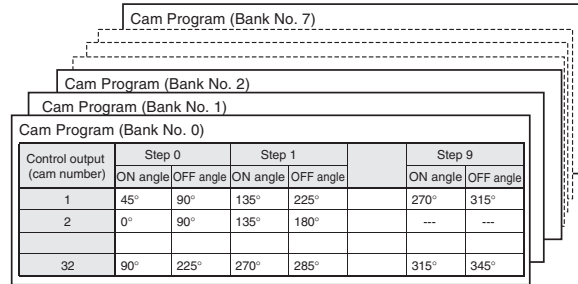 Cam Program (Bank No. 7)
Cam Program (Bank No. 2)
Cam Program (Bank No. 1)
Cam Program (Bank No. 0)
Control output (cam number) Step 0 Step 1 Step 9
ON angle OFF angle ON angle OFF angle ON angle OFF angle
1 45° 90° 135° 225° 270° 315°
2 0° 90° 135° 180° --- ---
32 90° 225° 270° 285° 315° 345°